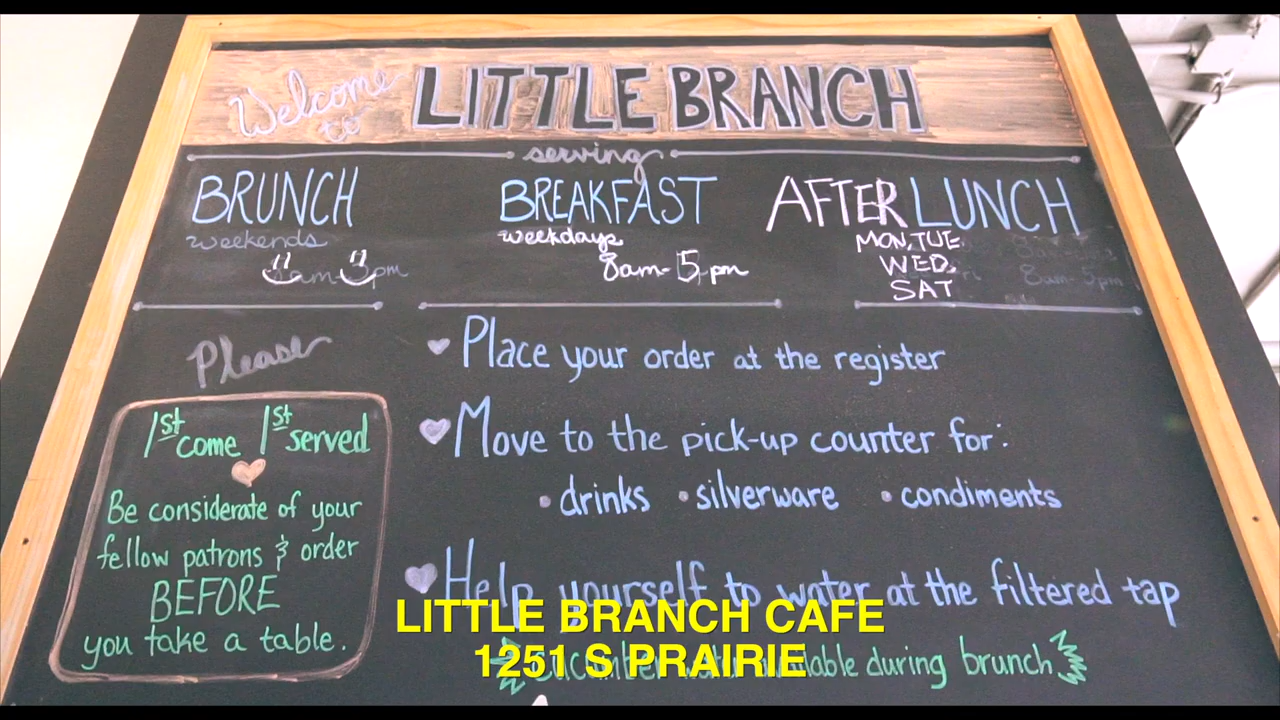 Welcome to LITTLE BRANCH
serving
BRUNCH
weekends
BREAKFAST
weekdays
8am-5pm
AFTER LUNCH
MON, TUE
WED,
SAT
Please
1st come 1st served
Be considerate of your
fellow patrons & order
BEFORE
you take a table.
Place your order at the register
Move to the pick-up counter for:
• drinks • silverware • condiments
Help yourself to water at the filtered tap
Cucumber water available during brunch
LITTLE BRANCH CAFE
1251 S PRAIRIE